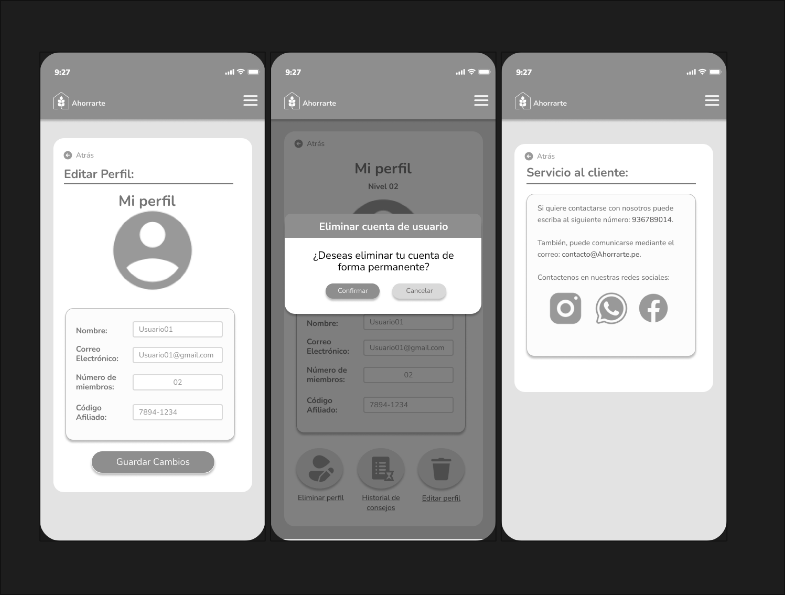 9:27
Ahorrarte
Atrás
Editar Perfil:
Mi perfil
Nombre:
Usuario01
Correo
Electrónico:
Usuario01@gmail.com
Número de
miembros:
02
Código
Afiliado:
7894-1234
Guardar Cambios
9:27
Ahorrarte
Atrás
Mi perfil
Nivel 02
Eliminar cuenta de usuario
¿Deseas eliminar tu cuenta de
forma permanente?
Confirmar
Cancelar
Nombre:
Usuario01
Correo
Electrónico:
Usuario01@gmail.com
Número de
miembros:
02
Código
Afiliado:
7894-1234
Eliminar perfil
Historial de
consejos
Editar perfil
9:27
Ahorrarte
Atrás
Servicio al cliente:
Si quiere contactarse con nosotros puede
escriba al siguiente número: 936789014.
También, puede comunicarse mediante el
correo: contacto@Ahorrarte.pe.
Contactenos en nuestras redes sociales: